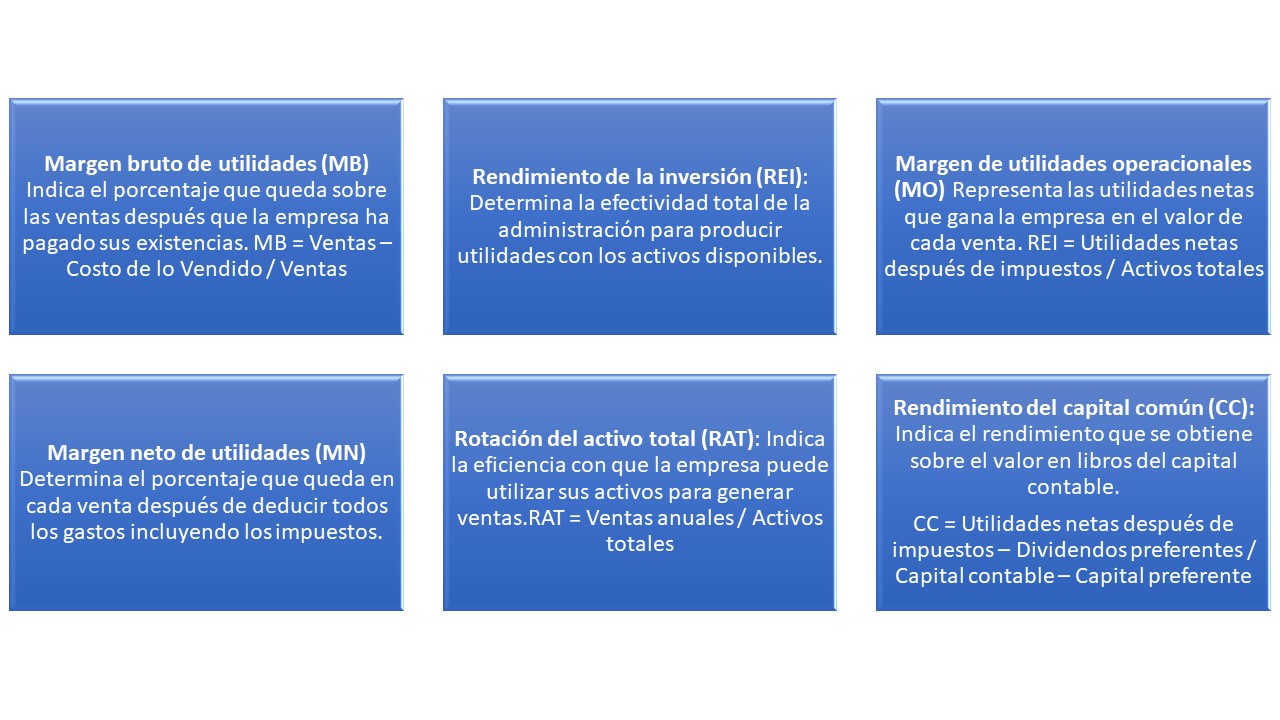 Margen bruto de utilidades (MB)
Indica el porcentaje que queda sobre
las ventas después que la empresa ha
pagado sus existencias. MB = Ventas –
Costo de lo Vendido / Ventas
Rendimiento de la inversión (REI):
Determina la efectividad total de la
administración para producir
utilidades con los activos disponibles.
Margen de utilidades operacionales
(MO) Representa las utilidades netas
que gana la empresa en el valor de
cada venta. REI = Utilidades netas
después de impuestos / Activos totales
Margen neto de utilidades (MN)
Determina el porcentaje que queda en
cada venta después de deducir todos
los gastos incluyendo los impuestos.
Rotación del activo total (RAT): Indica
la eficiencia con que la empresa puede
utilizar sus activos para generar
ventas.RAT = Ventas anuales / Activos
totales
Rendimiento del capital común (CC):
Indica el rendimiento que se obtiene
sobre el valor en libros del capital
contable.
CC = Utilidades netas después de
impuestos – Dividendos preferentes /
Capital contable – Capital preferente